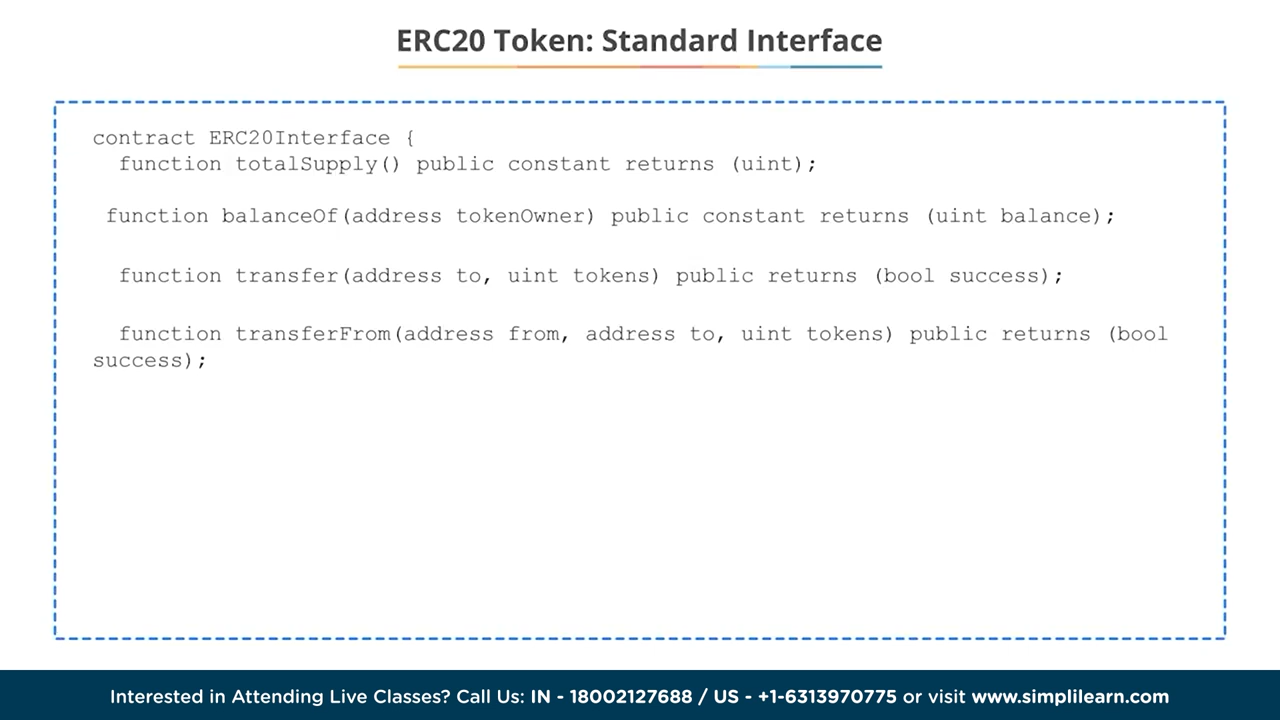 ERC20 Token: Standard Interface
contract ERC20Interface {
function totalSupply() public constant returns (uint);
function balanceOf(address tokenOwner) public constant returns (uint balance);
function transfer(address to, uint tokens) public returns (bool success);
function transferFrom(address from, address to, uint tokens) public returns (bool
success);
Interested in Attending Live Classes? Call Us: IN - 18002127688 / US - +1-6313970775 or visit www.simplilearn.com